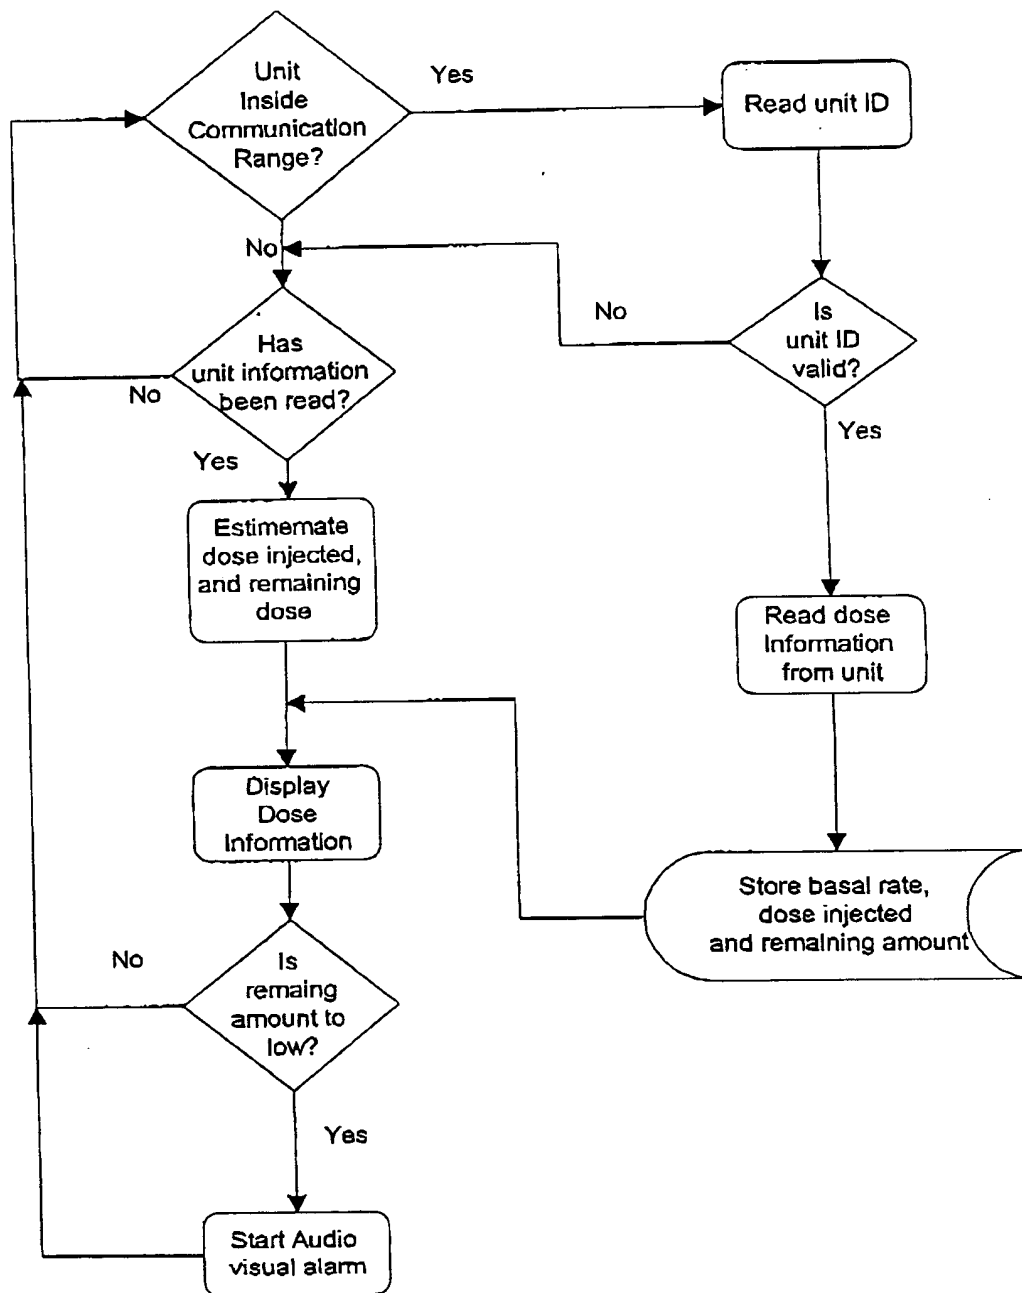 Unit
Inside
Communication
Range?
Yes
Read unit ID
No
No
Is
unit ID
valid?
Has
unit information
been read?
No
Yes
Yes
Estimemate
dose injected,
and remaining
dose
Read dose
Information
from unit
Display
Dose
Information
Store basal rate,
dose injected
and remaining amount
No
Is
remaing
amount to
low?
Yes
Start Audio
visual alarm